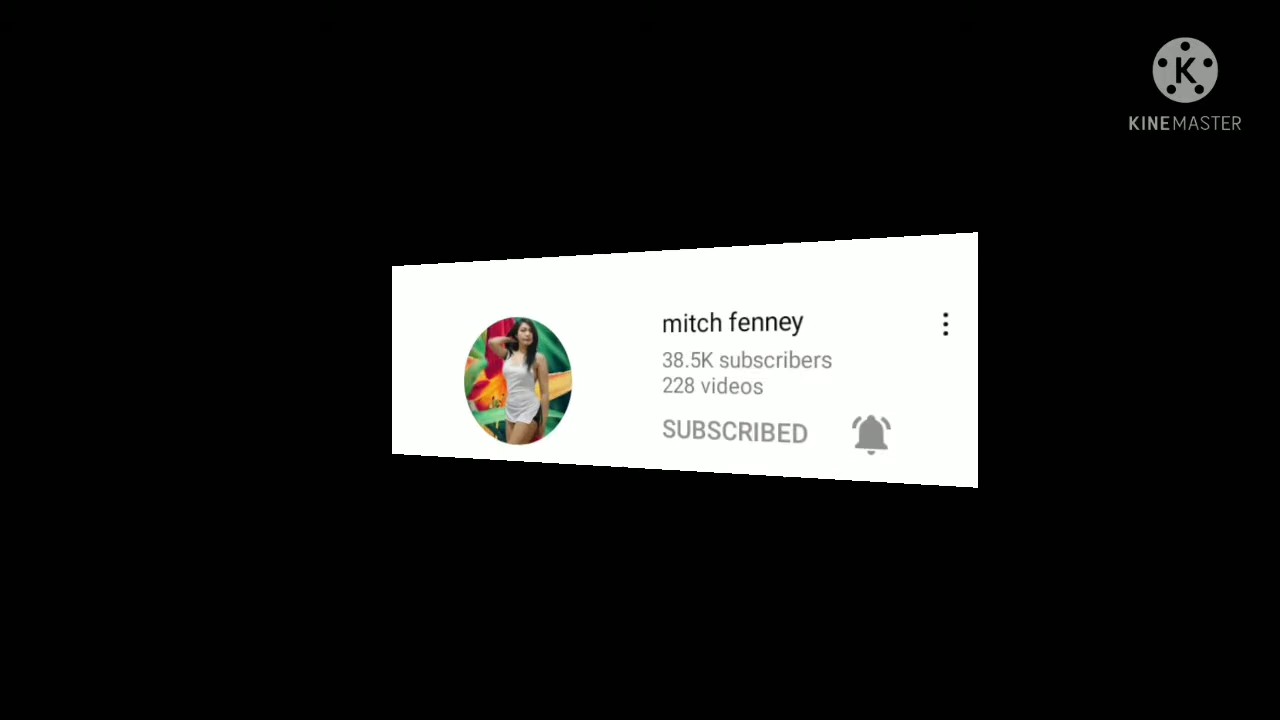 K
KINEMASTER
mitch fenney
38.5K subscribers
228 videos
SUBSCRIBED